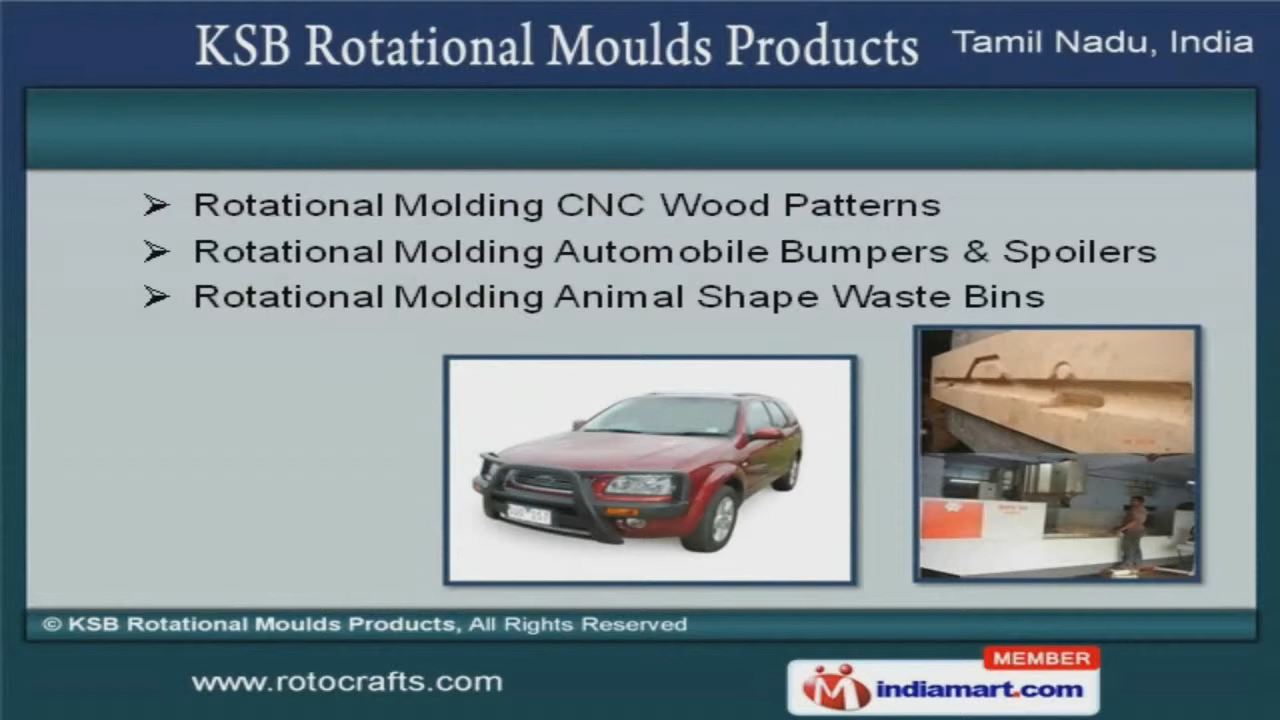 KSB Rotational Moulds Products
Tamil Nadu, India
Rotational Molding CNC Wood Patterns
Rotational Molding Automobile Bumpers & Spoilers
Rotational Molding Animal Shape Waste Bins
© KSB Rotational Moulds Products, All Rights Reserved
www.rotocrafts.com
MEMBER
indiamart.com